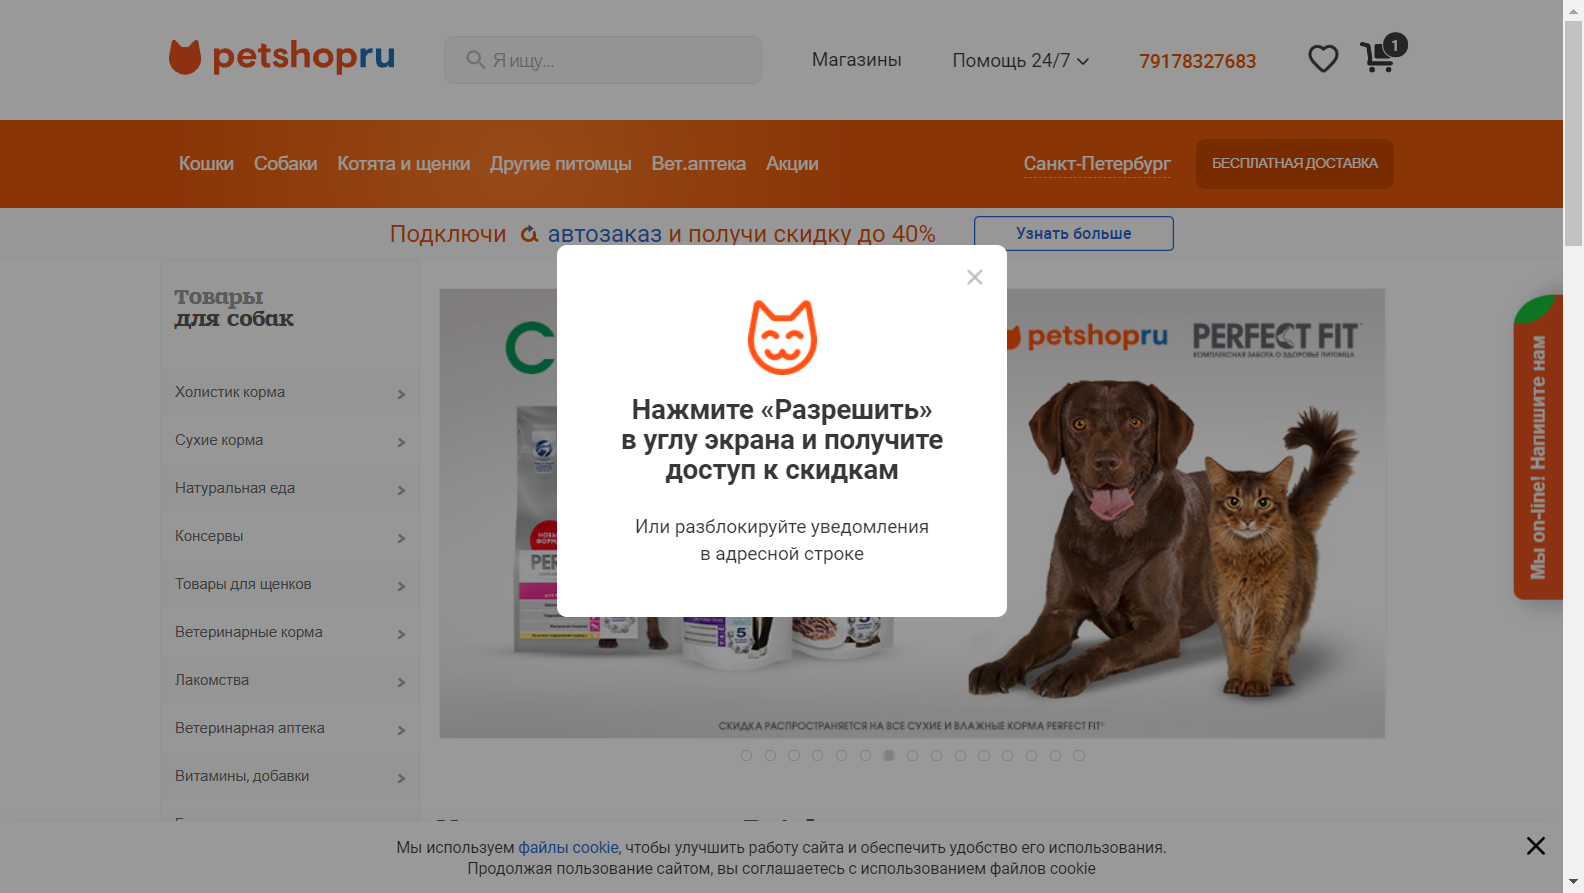 petshopru
Я ищу...
Магазины
Помощь 24/7
79178327683
1
Кошки
Собаки
Котята и щенки
Другие питомцы
Вет.аптека
Акции
Санкт-Петербург
БЕСПЛАТНАЯ ДОСТАВКА
Подключи автозаказ и получи скидку до 40%
Узнать больше
Товары
для собак
Холистик корма
Сухие корма
Натуральная еда
Консервы
Товары для щенков
Ветеринарные корма
Лакомства
Ветеринарная аптека
Витамины, добавки
petshopru
PERFECT FIT
КОМПЛЕКСНАЯ ЗАБОТА О ЗДОРОВЬЕ ПИТОМЦА
Нажмите «Разрешить»
в углу экрана и получите
доступ к скидкам
Или разблокируйте уведомления
в адресной строке
СКИДКА РАСПРОСТРАНЯЕТСЯ НА ВСЕ СУХИЕ И ВЛАЖНЫЕ КОРМА PERFECT FIT®
Мы on-line! Напишите нам
Мы используем файлы cookie, чтобы улучшить работу сайта и обеспечить удобство его использования.
Продолжая пользование сайтом, вы соглашаетесь с использованием файлов cookie